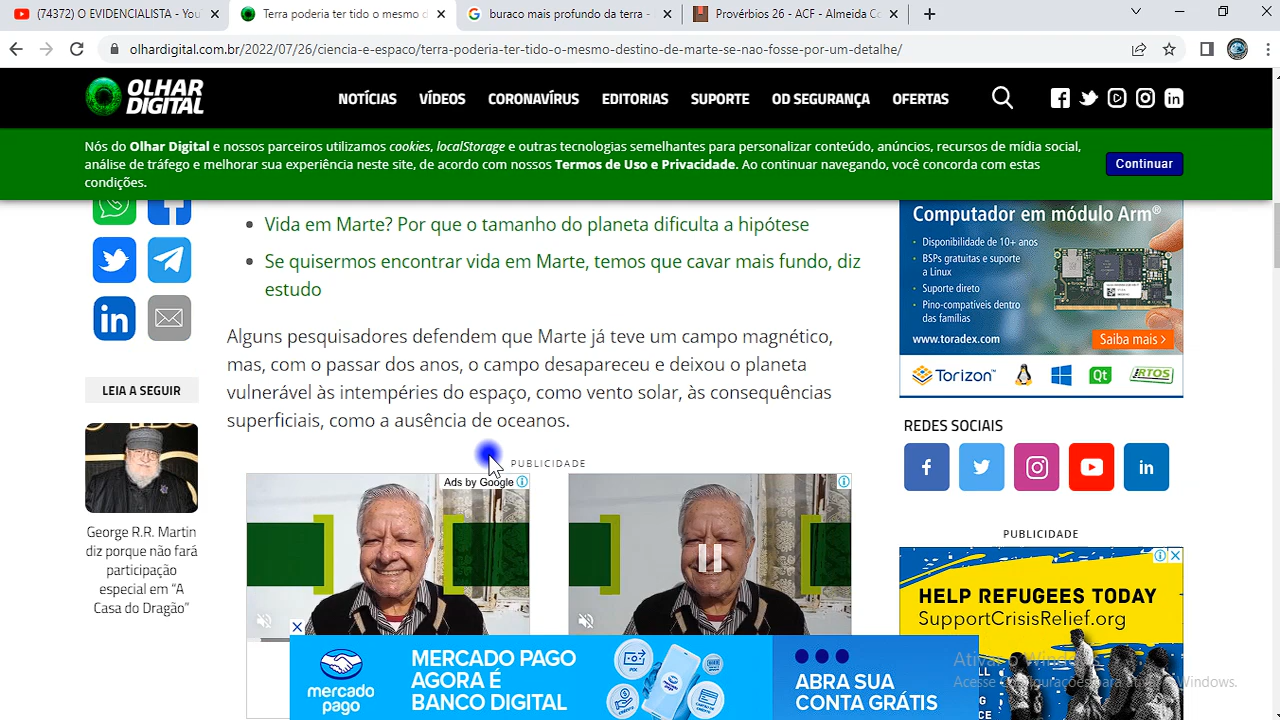 (74372) O EVIDENCIALISTA - You
Terra poderia ter tido o mesmo d
buraco mais profundo da terra -
Provérbios 26 - ACF - Almeida Co
olhardigital.com.br/2022/07/26/ciencia-e-espaco/terra-poderia-ter-tido-o-mesmo-destino-de-marte-se-nao-fosse-por-um-detalhe/
OLHAR
DIGITAL
NOTÍCIAS VÍDEOS CORONAVÍRUS EDITORIAS SUPORTE OD SEGURANÇA OFERTAS
Nós do Olhar Digital e nossos parceiros utilizamos cookies, localStorage e outras tecnologias semelhantes para personalizar conteúdo, anúncios, recursos de mídia social,
análise de tráfego e melhorar sua experiência neste site, de acordo com nossos Termos de Uso e Privacidade. Ao continuar navegando, você concorda com estas
condições.
Continuar
Vida em Marte? Por que o tamanho do planeta dificulta a hipótese
Se quisermos encontrar vida em Marte, temos que cavar mais fundo, diz
estudo
Alguns pesquisadores defendem que Marte já teve um campo magnético,
mas, com o passar dos anos, o campo desapareceu e deixou o planeta
vulnerável às intempéries do espaço, como vento solar, às consequências
superficiais, como a ausência de oceanos.
LEIA A SEGUIR
George R.R. Martin
diz porque não fará
participação
especial em “A
Casa do Dragão”
PUBLICIDADE
Ads by Google
Computador em módulo Arm®
Disponibilidade de 10+ anos
BSPs gratuitas e suporte
a Linux
Suporte direto
Pino-compatíveis dentro
das famílias
www.toradex.com
Saiba mais >
Torizon™
Qt
RTOS
REDES SOCIAIS
PUBLICIDADE
HELP REFUGEES TODAY
SupportCrisisRelief.org
mercado
pago
MERCADO PAGO
AGORA É
BANCO DIGITAL
PIX
ABRA SUA
CONTA GRÁTIS